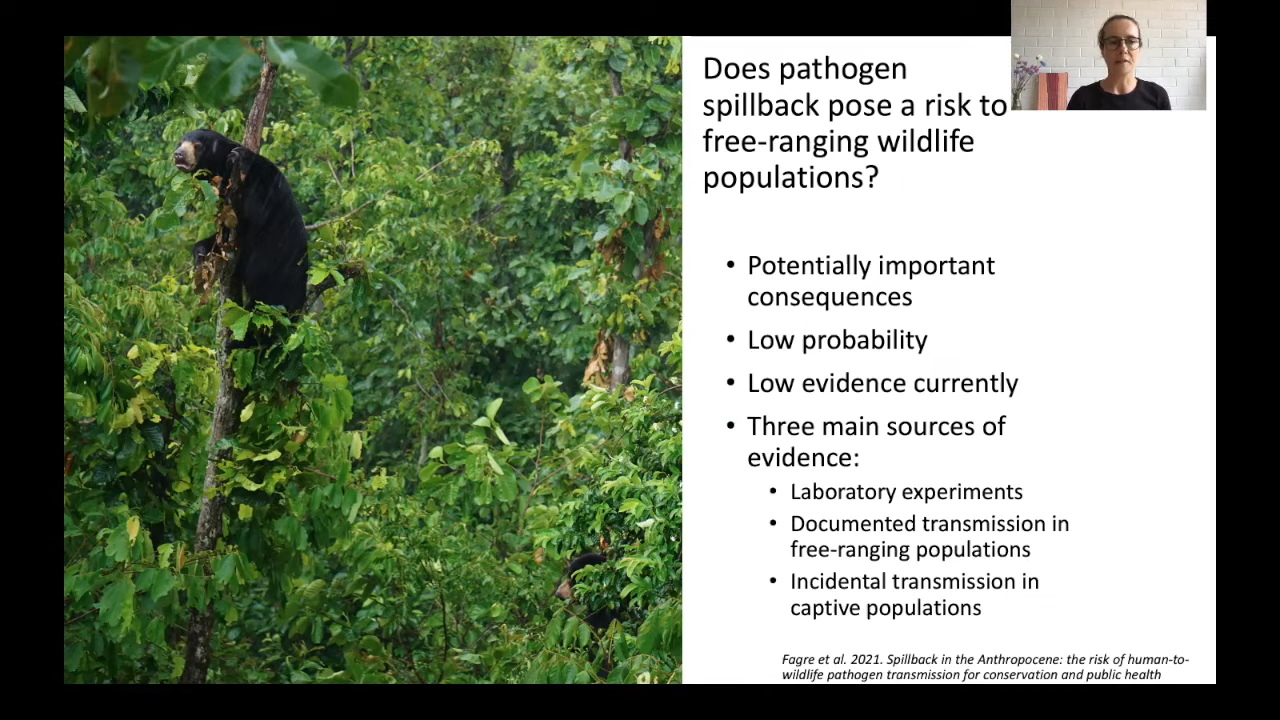 Does pathogen
spillback pose a risk to
free-ranging wildlife
populations?
• Potentially important
consequences
• Low probability
• Low evidence currently
• Three main sources of
evidence:
• Laboratory experiments
• Documented transmission in
free-ranging populations
• Incidental transmission in
captive populations
Fagre et al. 2021. Spillback in the Anthropocene: the risk of human-to-
wildlife pathogen transmission for conservation and public health